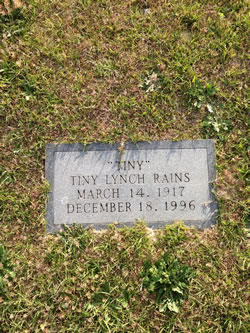 "TINY"
TINY LYNCH RAINS
MARCH 14, 1917
DECEMBER 18, 1996